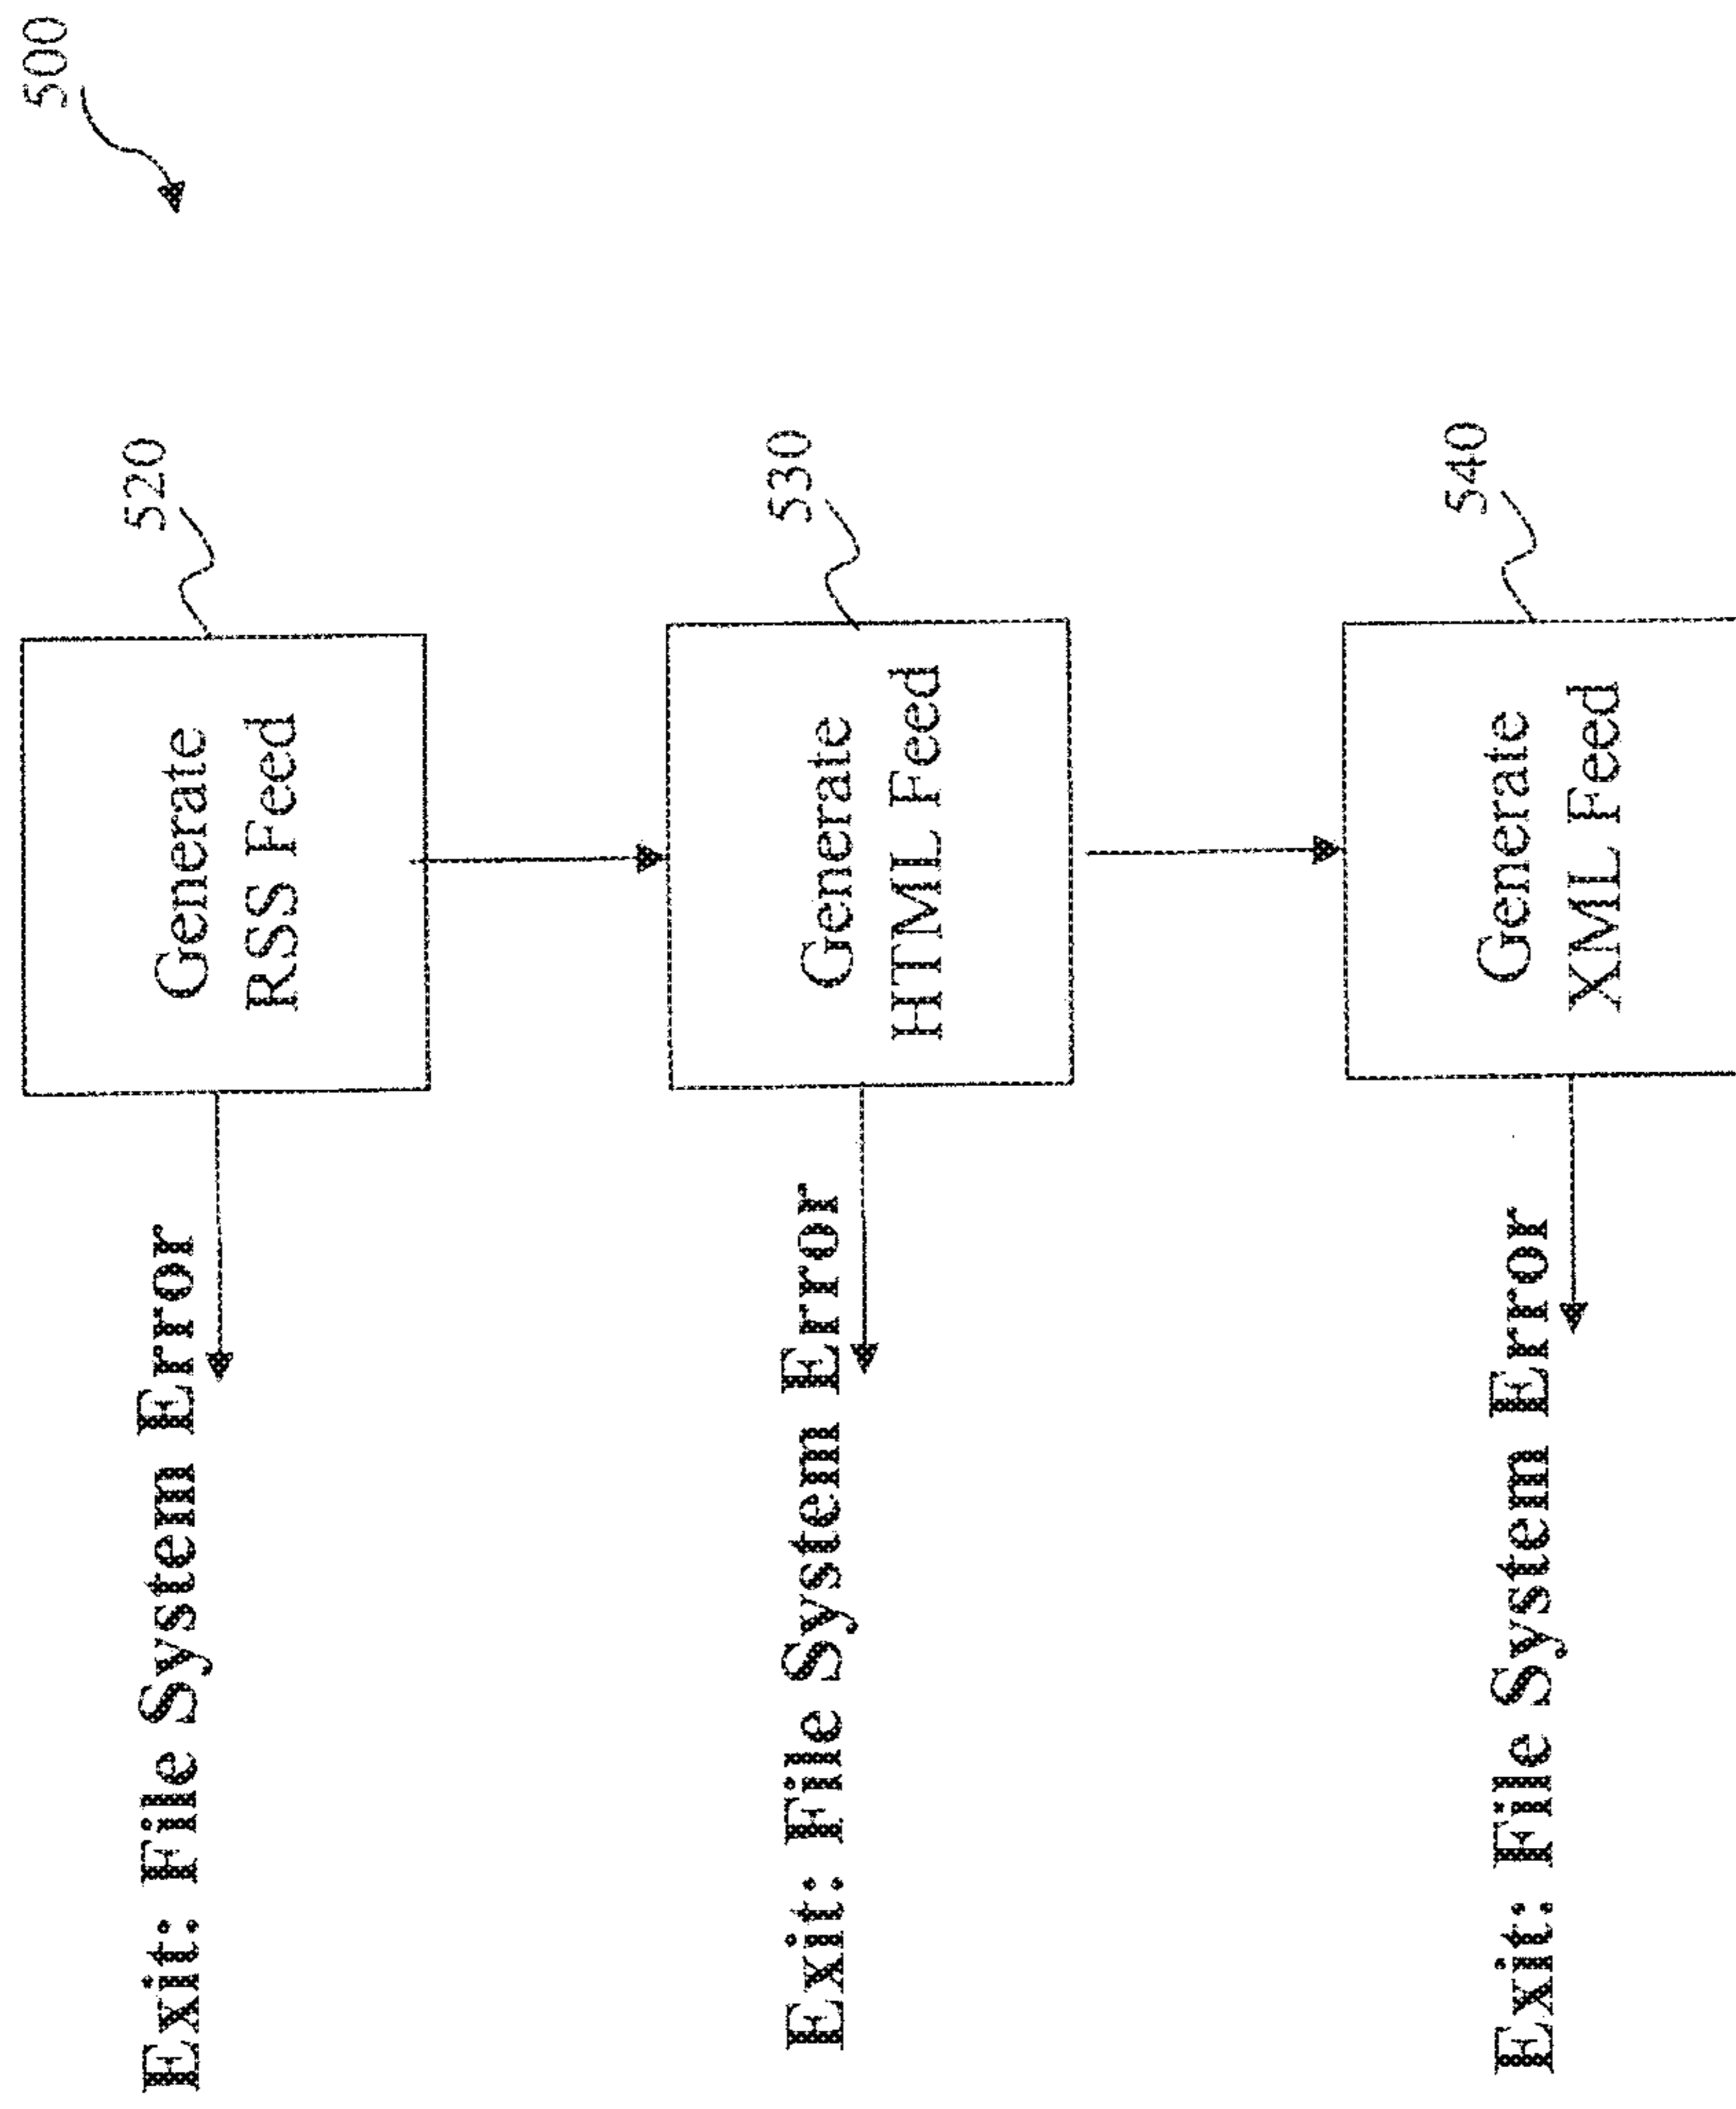 500
520
Generate
RSS Feed
Exit: File System Error
530
Generate
HTML Feed
Exit: File System Error
540
Generate
XML Feed
Exit: File System Error